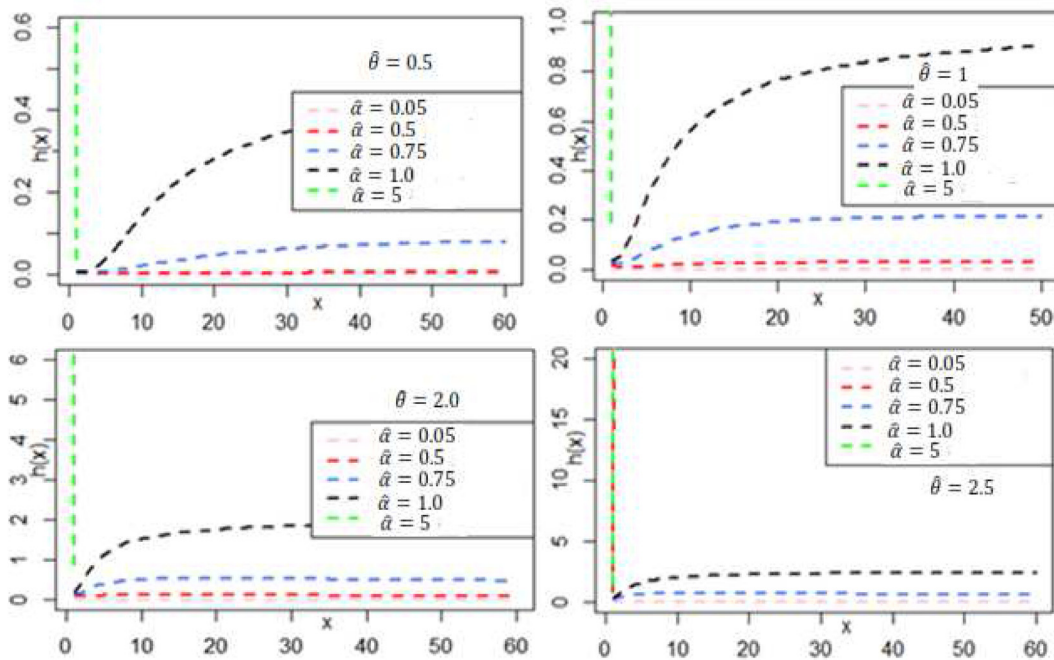 0.6
0.4
0.2
0.0
h(x)
θ̂ = 0.5
α̂ = 0.05
α̂ = 0.5
α̂ = 0.75
α̂ = 1.0
α̂ = 5
0 10 20 30 40 50 60
x
1.0
0.8
0.6
0.4
0.2
0.0
h(x)
θ̂ = 1
α̂ = 0.05
α̂ = 0.5
α̂ = 0.75
α̂ = 1.0
α̂ = 5
0 10 20 30 40 50
x
6
5
4
3
2
1
0
h(x)
θ̂ = 2.0
α̂ = 0.05
α̂ = 0.5
α̂ = 0.75
α̂ = 1.0
α̂ = 5
0 10 20 30 40 50 60
x
20
15
10
5
0
h(x)
α̂ = 0.05
α̂ = 0.5
α̂ = 0.75
α̂ = 1.0
α̂ = 5
θ̂ = 2.5
0 10 20 30 40 50 60
x